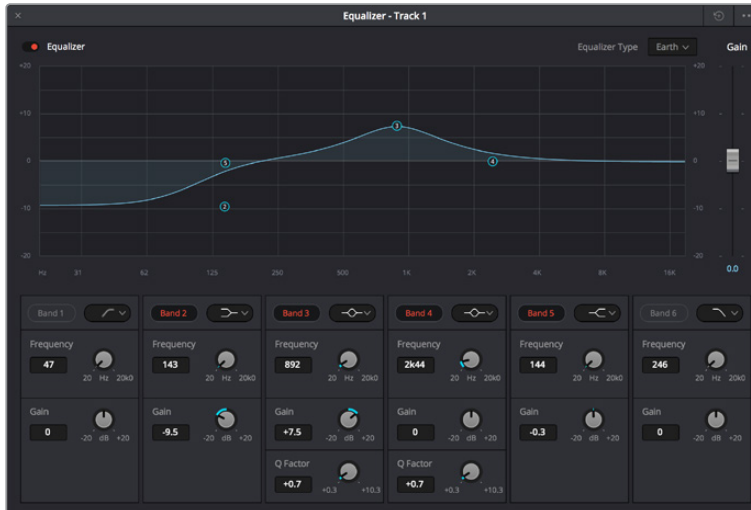 Equalizer - Track 1
Equalizer
Equalizer Type Earth Gain
+20 +20
+10 +10
0 0
-10 -10
-20 -20
5 3 4 2
Hz 31 62 125 250 500 1K 2K 4K 8K 16K
0.0
Band 1 Band 2 Band 3 Band 4 Band 5 Band 6
Frequency Frequency Frequency Frequency Frequency Frequency
47 143 892 2k44 144 246
20 Hz 20k0 20 Hz 20k0 20 Hz 20k0 20 Hz 20k0 20 Hz 20k0 20 Hz 20k0
Gain Gain Gain Gain Gain Gain
0 -9.5 +7.5 0 -0.3 0
-20 dB +20 -20 dB +20 -20 dB +20 -20 dB +20 -20 dB +20 -20 dB +20
Q Factor Q Factor
+0.7 +0.7
+0.3 +10.3 +0.3 +10.3